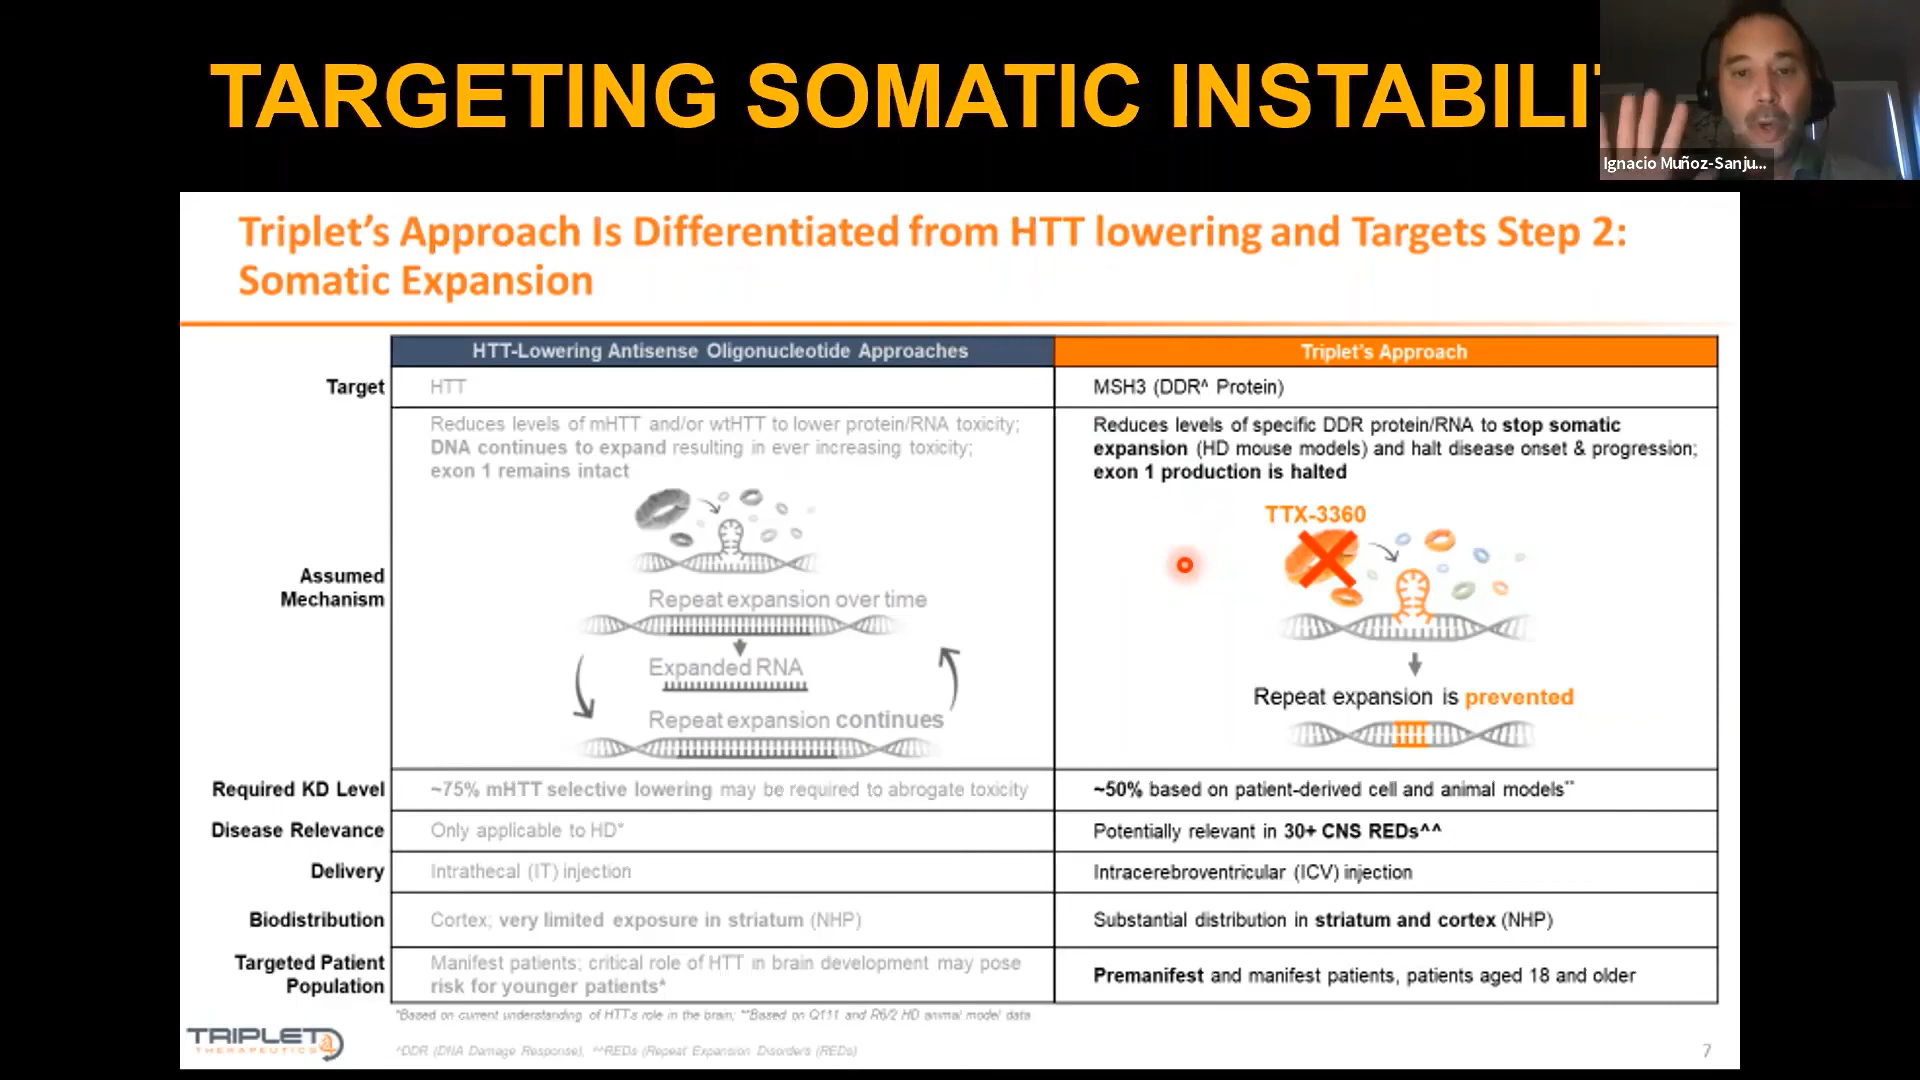 TARGETING SOMATIC INSTABILI
Ignacio Muñoz-Sanju...
Triplet's Approach Is Differentiated from HTT lowering and Targets Step 2:
Somatic Expansion
HTT-Lowering Antisense Oligonucleotide Approaches
Triplet's Approach
Target
HTT
MSH3 (DDR^ Protein)
Assumed
Mechanism
Reduces levels of mHTT and/or wtHTT to lower protein/RNA toxicity;
DNA continues to expand resulting in ever increasing toxicity;
exon 1 remains intact
Repeat expansion over time
Expanded RNA
Repeat expansion continues
Reduces levels of specific DDR protein/RNA to stop somatic
expansion (HD mouse models) and halt disease onset & progression;
exon 1 production is halted
TTX-3360
Repeat expansion is prevented
Required KD Level
~75% mHTT selective lowering may be required to abrogate toxicity
~50% based on patient-derived cell and animal models**
Disease Relevance
Only applicable to HD*
Potentially relevant in 30+ CNS REDs^^
Delivery
Intrathecal (IT) injection
Intracerebroventricular (ICV) injection
Biodistribution
Cortex; very limited exposure in striatum (NHP)
Substantial distribution in striatum and cortex (NHP)
Targeted Patient
Population
Manifest patients; critical role of HTT in brain development may pose
risk for younger patients*
Premanifest and manifest patients, patients aged 18 and older
*Based on current understanding of HTT's role in the brain; **Based on Q111 and R6/2 HD animal model data
^DDR (DNA Damage Response), ^^REDs (Repeat Expansion Disorders (REDs)
TRIPLET
THERAPEUTICS
7